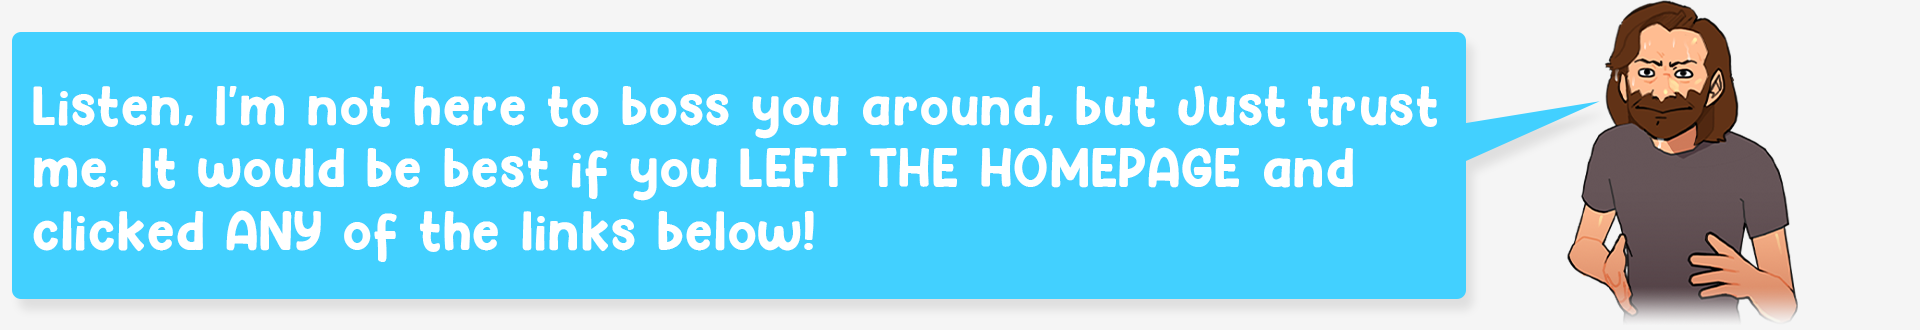 Listen, I'm not here to boss you around, but Just trust
me. It would be best if you LEFT THE HOMEPAGE and
clicked ANY of the links below!